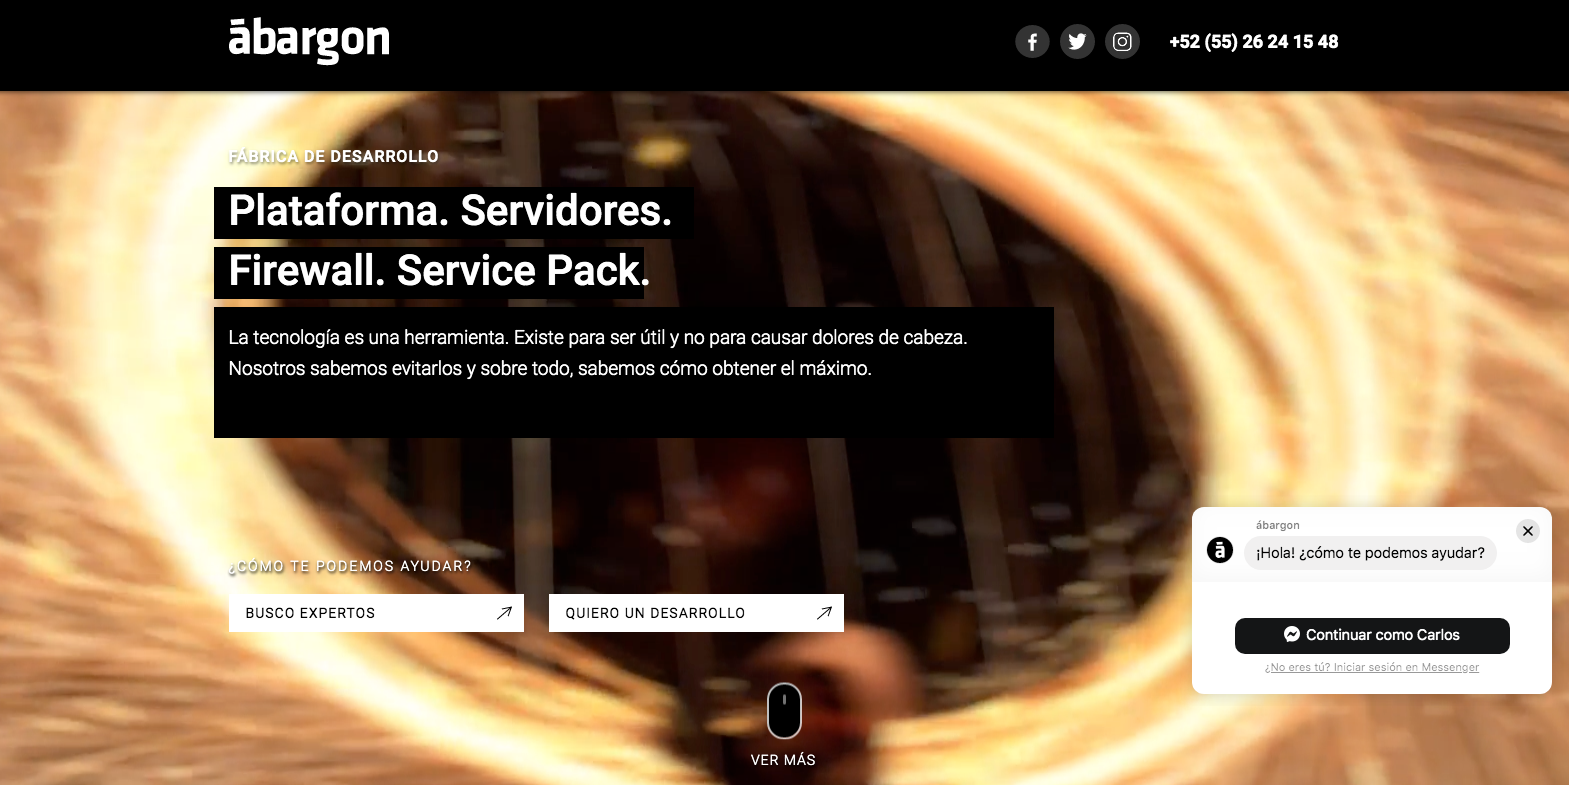 ábargon
+52 (55) 26 24 15 48
FÁBRICA DE DESARROLLO
Plataforma. Servidores.
Firewall. Service Pack.
La tecnología es una herramienta. Existe para ser útil y no para causar dolores de cabeza.
Nosotros sabemos evitarlos y sobre todo, sabemos cómo obtener el máximo.
¿CÓMO TE PODEMOS AYUDAR?
BUSCO EXPERTOS
QUIERO UN DESARROLLO
VER MÁS
ábargon
á
¡Hola! ¿cómo te podemos ayudar?
Continuar como Carlos
¿No eres tú? Iniciar sesión en Messenger